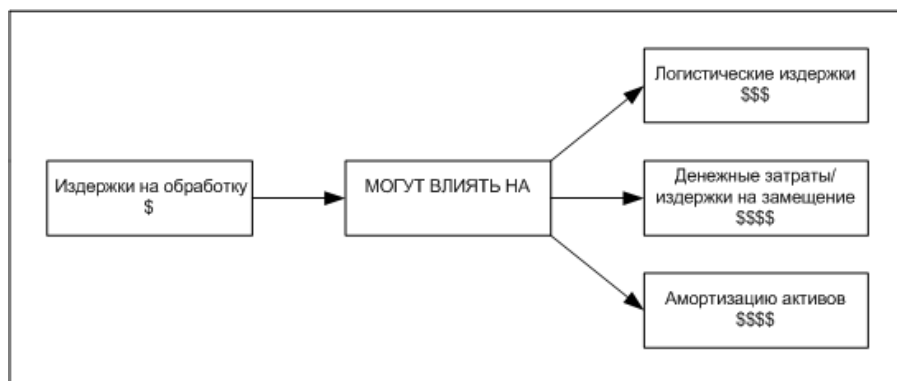 Логистические издержки
$$$
Издержки на обработку
$
МОГУТ ВЛИЯТЬ НА
Денежные затраты/
издержки на замещение
$$$$
Амортизацию активов
$$$$